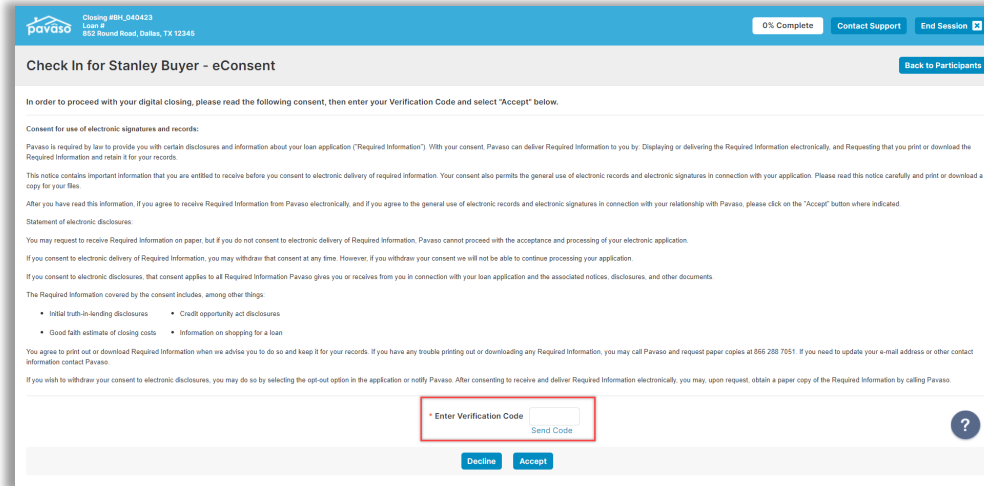 pavaso
Closing #BH_040423
Loan #
852 Round Road, Dallas, TX 12345
0% Complete
Contact Support
End Session
Check In for Stanley Buyer - eConsent
Back to Participants
In order to proceed with your digital closing, please read the following consent, then enter your Verification Code and select "Accept" below.
Consent for use of electronic signatures and records:
Pavaso is required by law to provide you with certain disclosures and information about your loan application ("Required Information"). With your consent, Pavaso can deliver Required Information to you by: Displaying or delivering the Required Information electronically, and Requesting that you print or download the
Required Information and retain it for your records.
This notice contains important information that you are entitled to receive before you consent to electronic delivery of required information. Your consent also permits the general use of electronic records and electronic signatures in connection with your application. Please read this notice carefully and print or download a
copy for your files.
After you have read this information, if you agree to receive Required Information from Pavaso electronically, and if you agree to the general use of electronic records and electronic signatures in connection with your relationship with Pavaso, please click on the "Accept" button where indicated.
Statement of electronic disclosures:
You may request to receive Required Information on paper, but if you do not consent to electronic delivery of Required Information, Pavaso cannot proceed with the acceptance and processing of your electronic application.
If you consent to electronic delivery of Required Information, you may withdraw that consent at any time. However, if you withdraw your consent we will not be able to continue processing your application.
If you consent to electronic disclosures, that consent applies to all Required Information Pavaso gives you or receives from you in connection with your loan application and the associated notices, disclosures, and other documents.
The Required Information covered by the consent includes, among other things:
• Initial truth-in-lending disclosures • Credit opportunity act disclosures
• Good faith estimate of closing costs • Information on shopping for a loan
You agree to print out or download Required Information when we advise you to do so and keep it for your records. If you have any trouble printing out or downloading any Required Information, you may call Pavaso and request paper copies at 866 288 7051. If you need to update your e-mail address or other contact
information contact Pavaso.
If you wish to withdraw your consent to electronic disclosures, you may do so by selecting the opt-out option in the application or notify Pavaso. After consenting to receive and deliver Required Information electronically, you may, upon request, obtain a paper copy of the Required Information by calling Pavaso.
* Enter Verification Code
Send Code
?
Decline
Accept